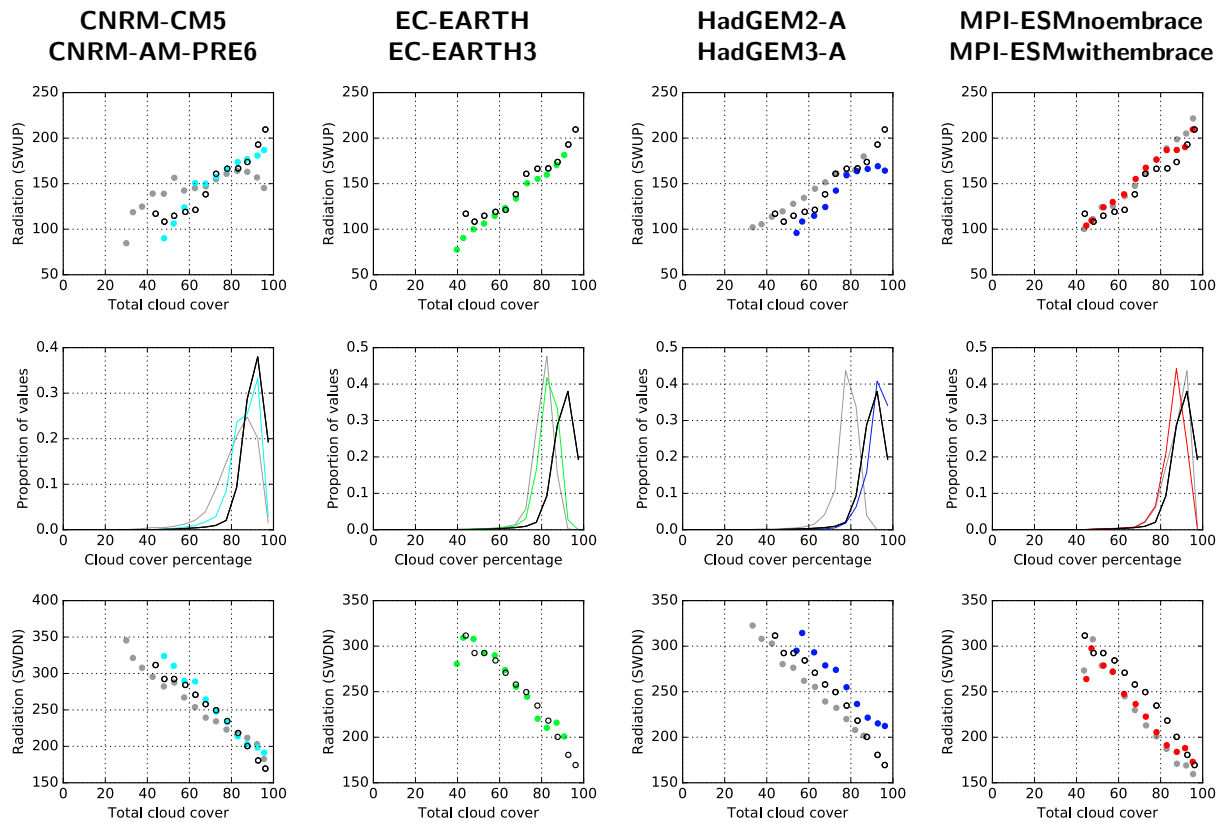 CNRM-CM5
CNRM-AM-PRE6
EC-EARTH
EC-EARTH3
HadGEM2-A
HadGEM3-A
MPI-ESMnoembrace
MPI-ESMwithembrace
Radiation (SWUP)
250
200
150
100
50
0 20 40 60 80 100
Total cloud cover
Radiation (SWUP)
250
200
150
100
50
0 20 40 60 80 100
Total cloud cover
Radiation (SWUP)
250
200
150
100
50
0 20 40 60 80 100
Total cloud cover
Radiation (SWUP)
250
200
150
100
50
0 20 40 60 80 100
Total cloud cover
Proportion of values
0.4
0.3
0.2
0.1
0.0
0 20 40 60 80 100
Cloud cover percentage
Proportion of values
0.5
0.4
0.3
0.2
0.1
0.0
0 20 40 60 80 100
Cloud cover percentage
Proportion of values
0.5
0.4
0.3
0.2
0.1
0.0
0 20 40 60 80 100
Cloud cover percentage
Proportion of values
0.5
0.4
0.3
0.2
0.1
0.0
0 20 40 60 80 100
Cloud cover percentage
Radiation (SWDN)
400
350
300
250
200
150
0 20 40 60 80 100
Total cloud cover
Radiation (SWDN)
350
300
250
200
150
0 20 40 60 80 100
Total cloud cover
Radiation (SWDN)
350
300
250
200
150
0 20 40 60 80 100
Total cloud cover
Radiation (SWDN)
350
300
250
200
150
0 20 40 60 80 100
Total cloud cover